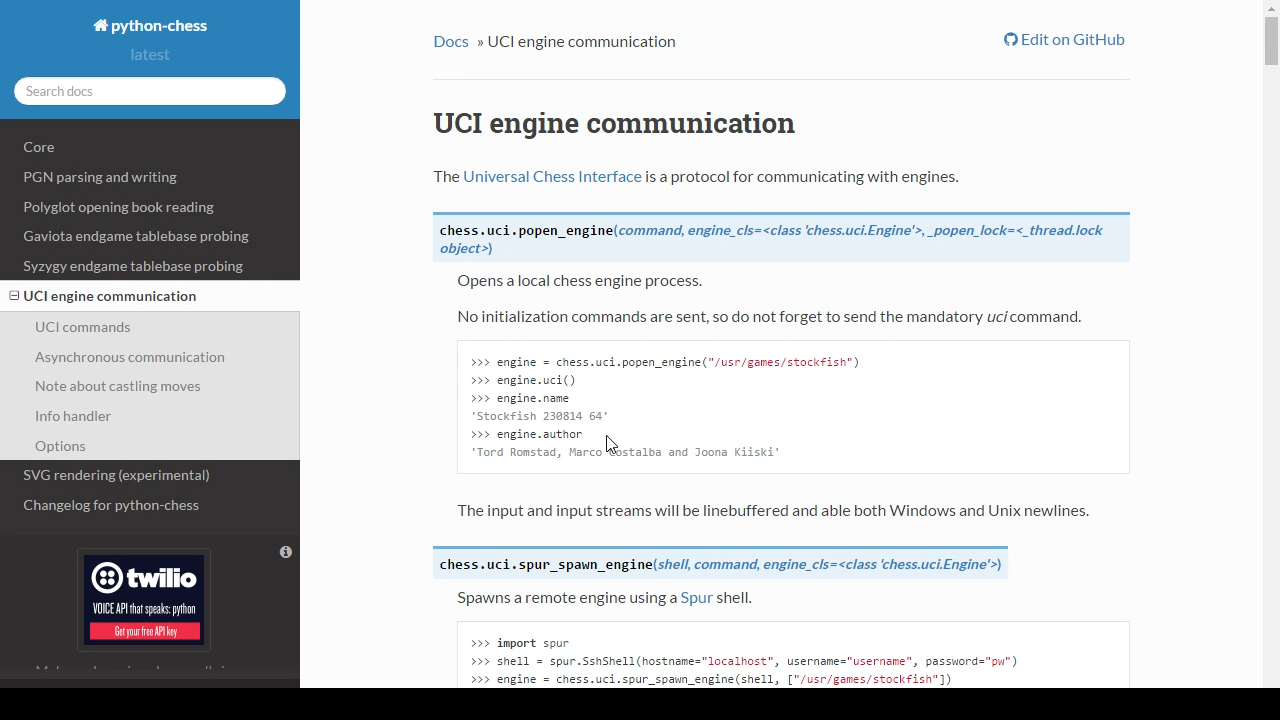 python-chess
latest
Search docs
Core
PGN parsing and writing
Polyglot opening book reading
Gaviota endgame tablebase probing
Syzygy endgame tablebase probing
UCI engine communication
UCI commands
Asynchronous communication
Note about castling moves
Info handler
Options
SVG rendering (experimental)
Changelog for python-chess
twilio
VOICE API that speaks: python
Get your free API key
Docs » UCI engine communication
Edit on GitHub
UCI engine communication
The Universal Chess Interface is a protocol for communicating with engines.
chess.uci.popen_engine(command, engine_cls=<class 'chess.uci.Engine'>, _popen_lock=<_thread.lock
object>)
Opens a local chess engine process.
No initialization commands are sent, so do not forget to send the mandatory uci command.
>>> engine = chess.uci.popen_engine("/usr/games/stockfish")
>>> engine.uci()
>>> engine.name
'Stockfish 230814 64'
>>> engine.author
'Tord Romstad, Marco Costalba and Joona Kiiski'
The input and input streams will be linebuffered and able both Windows and Unix newlines.
chess.uci.spur_spawn_engine(shell, command, engine_cls=<class 'chess.uci.Engine'>)
Spawns a remote engine using a Spur shell.
>>> import spur
>>> shell = spur.SshShell(hostname="localhost", username="username", password="pw")
>>> engine = chess.uci.spur_spawn_engine(shell, ["/usr/games/stockfish"])